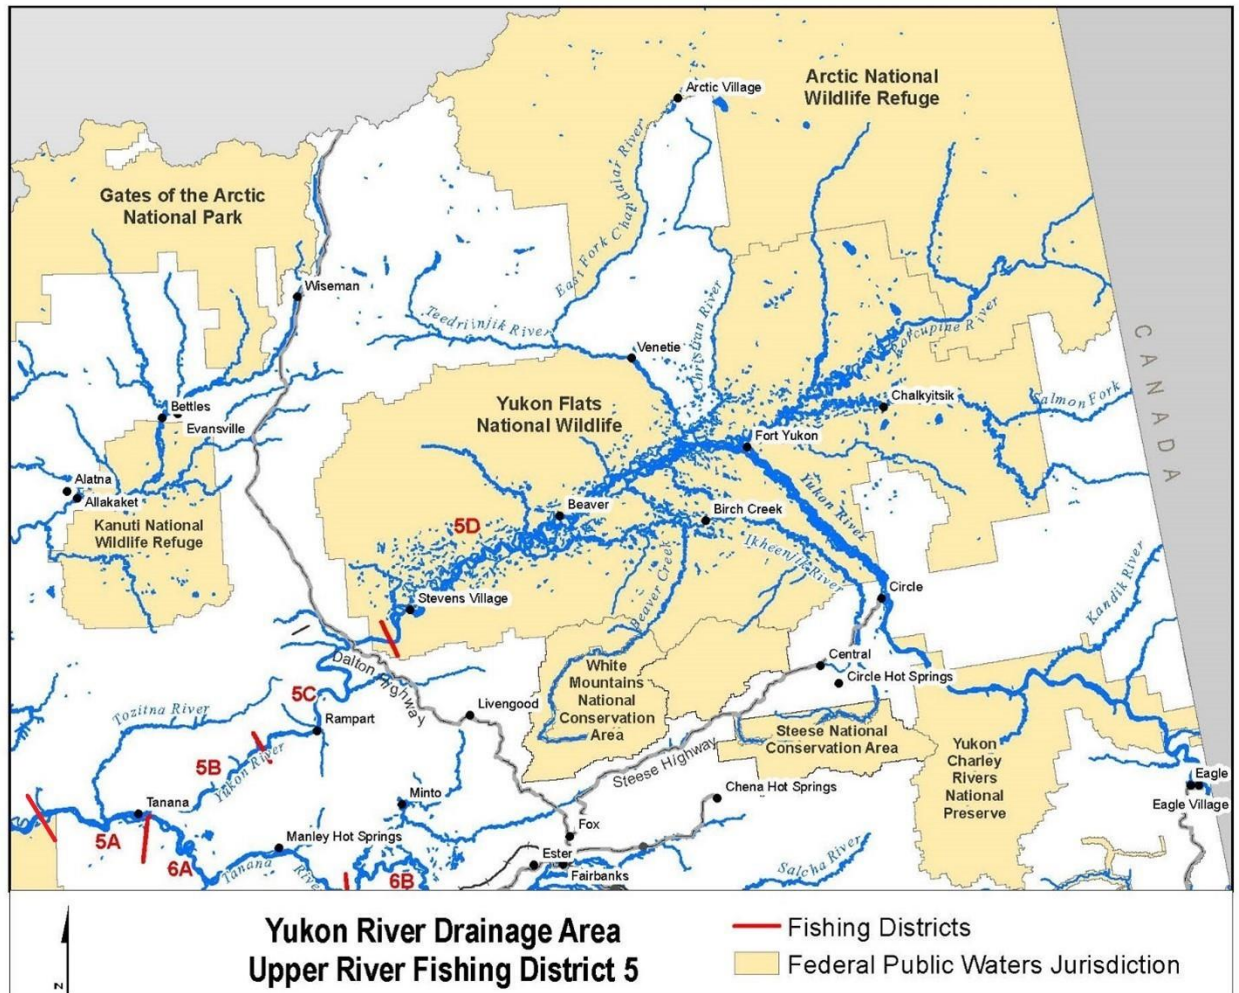 Arctic Village
Arctic National
Wildlife Refuge
East Fork Chandalar River
Gates of the Arctic
National Park
Wiseman
Teedriinjik River
Porcupine River
CANADA
Venetie
Christian River
Yukon Flats
National Wildlife
Chalkyitsik
Salmon Fork
Bettles
Evansville
Fort Yukon
Alatna
Allakaket
Kanuti National
Wildlife Refuge
Beaver
5D
Birch Creek
Yukon River
Ikheenjik River
Beaver Creek
Stevens Village
Circle
Kandik River
Dalton Highway
White
Mountains
National
Conservation
Area
Central
Circle Hot Springs
5C
Livengood
Tozitna River
Rampart
Steese National
Conservation Area
Steese Highway
Yukon
Charley
Rivers
National
Preserve
5B
Yukon River
Eagle
Eagle Village
Chena Hot Springs
Tanana
Minto
5A
Manley Hot Springs
Fox
6A
Tanana River
6B
Ester
Fairbanks
Salcha River
N
Yukon River Drainage Area
Upper River Fishing District 5
Fishing Districts
Federal Public Waters Jurisdiction